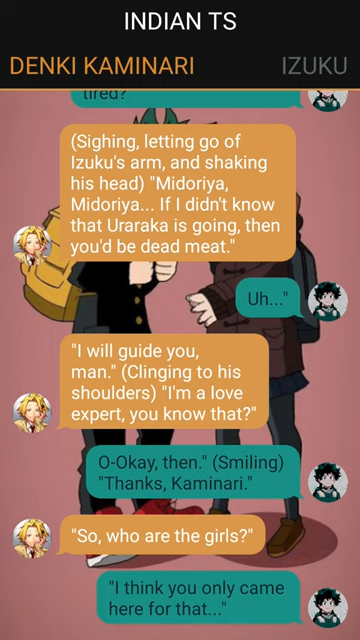 INDIAN TS
DENKI KAMINARI
IZUKU
tired?
(Sighing, letting go of
Izuku's arm, and shaking
his head) "Midoriya,
Midoriya... If I didn't know
that Uraraka is going, then
you'd be dead meat."
Uh..."
"I will guide you,
man." (Clinging to his
shoulders) "I'm a love
expert, you know that?"
O-Okay, then." (Smiling)
"Thanks, Kaminari."
"So, who are the girls?"
"I think you only came
here for that..."